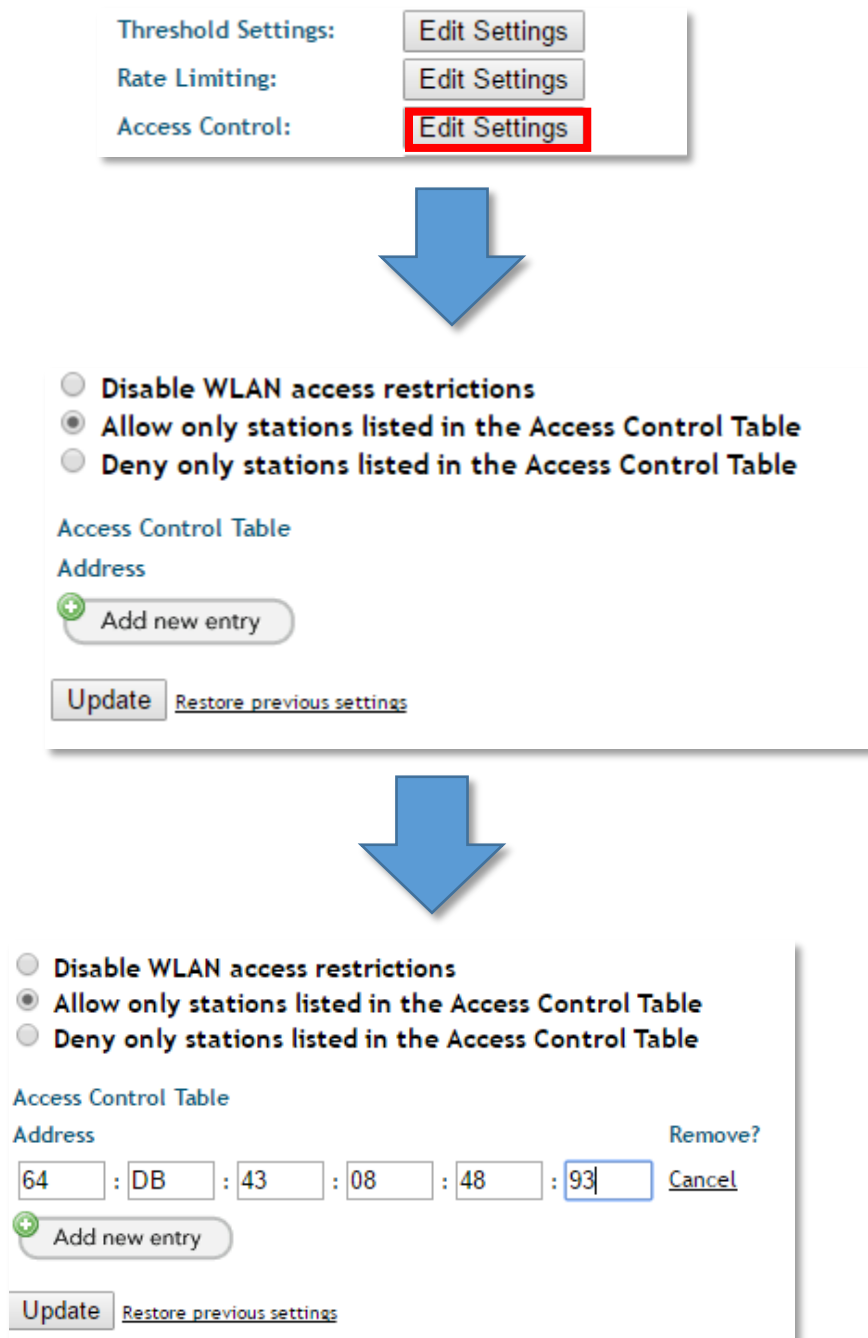 Threshold Settings: Edit Settings
Rate Limiting: Edit Settings
Access Control: Edit Settings
Disable WLAN access restrictions
Allow only stations listed in the Access Control Table
Deny only stations listed in the Access Control Table
Access Control Table
Address
Add new entry
Update Restore previous settings
Disable WLAN access restrictions
Allow only stations listed in the Access Control Table
Deny only stations listed in the Access Control Table
Access Control Table
Address Remove?
64 : DB : 43 : 08 : 48 : 93 Cancel
Add new entry
Update Restore previous settings